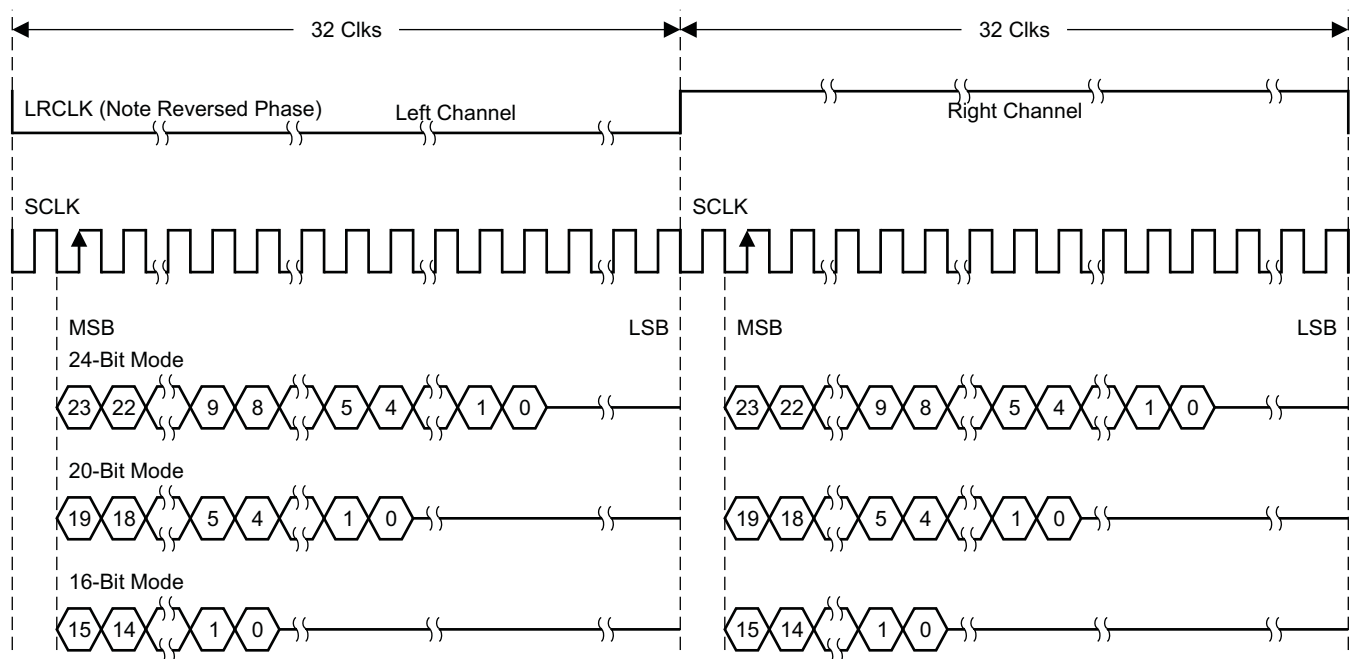 32 Clks 32 Clks
LRCLK (Note Reversed Phase) Left Channel Right Channel
SCLK SCLK
MSB LSB MSB LSB
24-Bit Mode
23 22 9 8 5 4 1 0 23 22 9 8 5 4 1 0
20-Bit Mode
19 18 5 4 1 0 19 18 5 4 1 0
16-Bit Mode
15 14 1 0 15 14 1 0